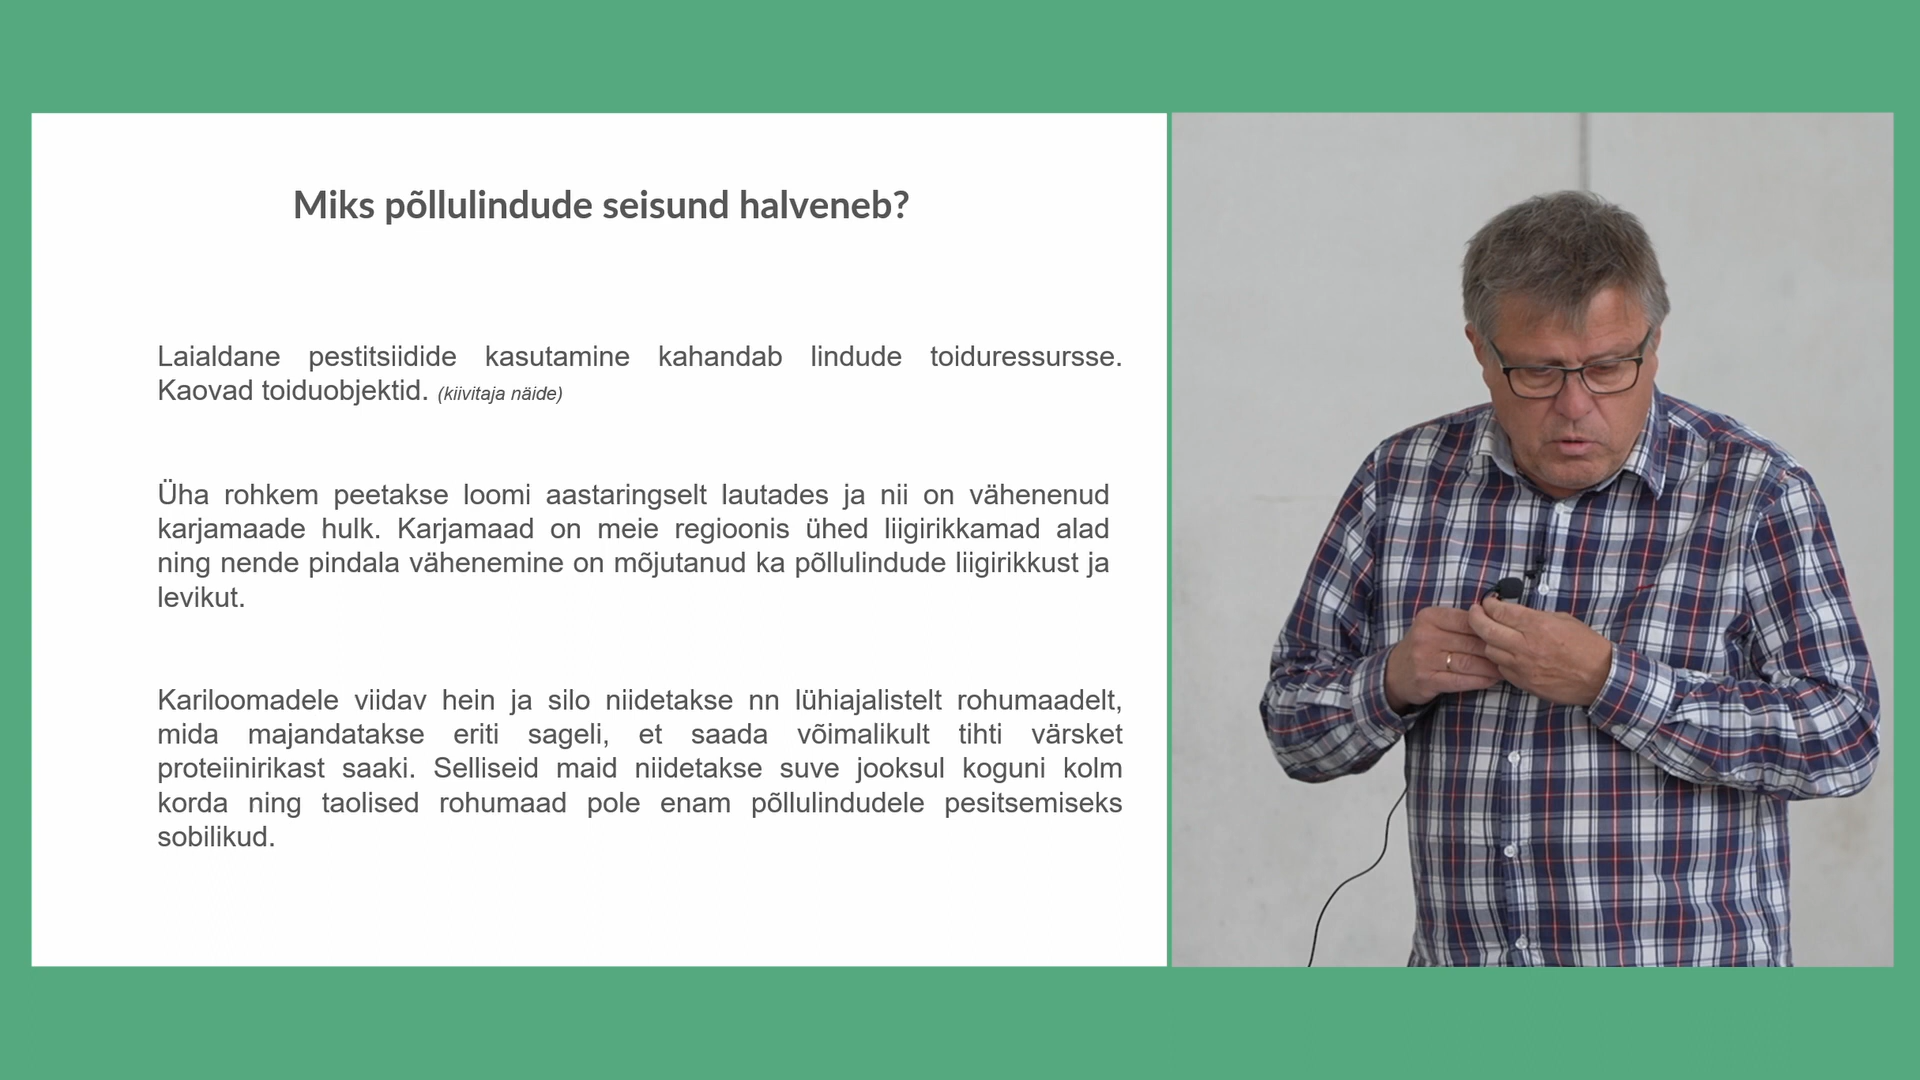 Miks põllulindude seisund halveneb?
Laialdane pestitsiidide kasutamine kahandab lindude toiduressursse.
Kaovad toiduobjektid. (kiivitaja näide)
Üha rohkem peetakse loomi aastaringselt lautades ja nii on vähenenud
karjamaade hulk. Karjamaad on meie regioonis ühed liigirikkamad alad
ning nende pindala vähenemine on mõjutanud ka põllulindude liigirikkust ja
levikut.
Kariloomadele viidav hein ja silo niidetakse nn lühiajalistelt rohumaadelt,
mida majandatakse eriti sageli, et saada võimalikult tihti värsket
proteiinirikast saaki. Selliseid maid niidetakse suve jooksul koguni kolm
korda ning taolised rohumaad pole enam põllulindudele pesitsemiseks
sobilikud.